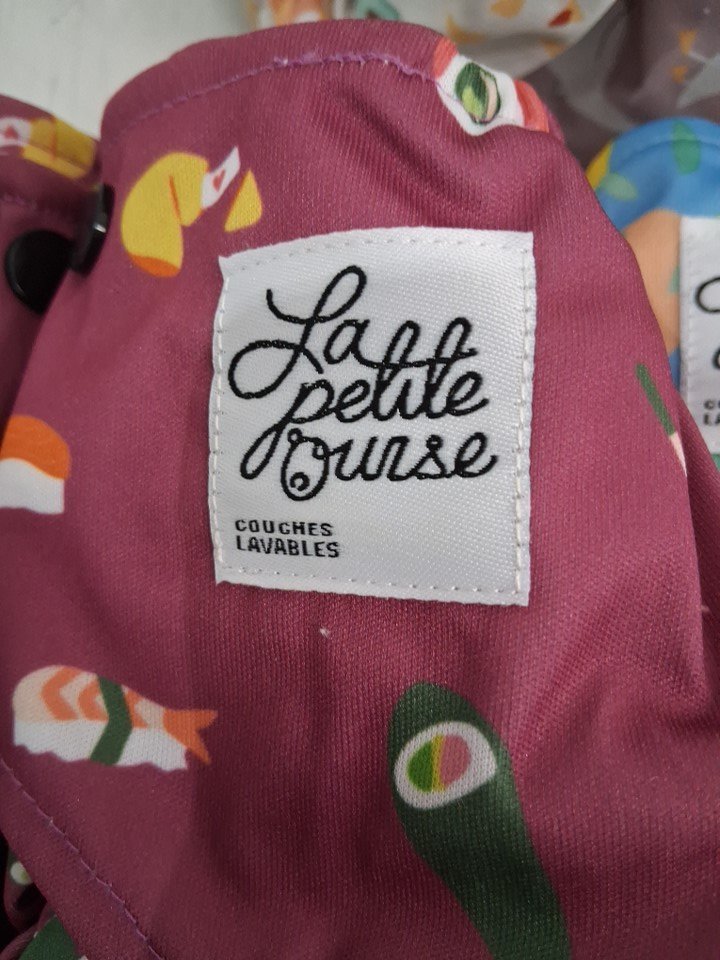 La
petite
Ourse
COUCHES
LAVABLES